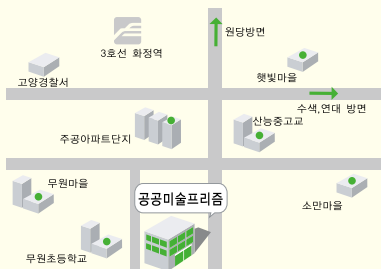 원당방면
3호선 화정역
햇빛마을
고양경찰서
수색,연대 방면
산능중고교
주공아파트단지
무원마을
공공미술프리즘
소만마을
무원초등학교